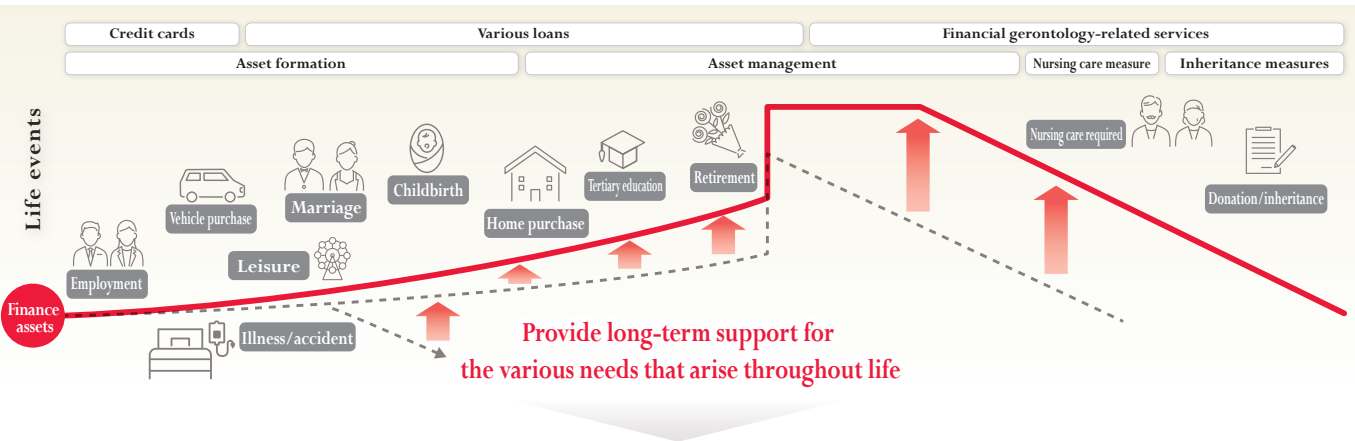 Credit cards
Various loans
Financial gerontology-related services
Asset formation
Asset management
Nursing care measure
Inheritance measures
Life events
Employment
Vehicle purchase
Leisure
Marriage
Childbirth
Home purchase
Tertiary education
Retirement
Nursing care required
Donation/inheritance
Finance
assets
Illness/accident
Provide long-term support for
the various needs that arise throughout life